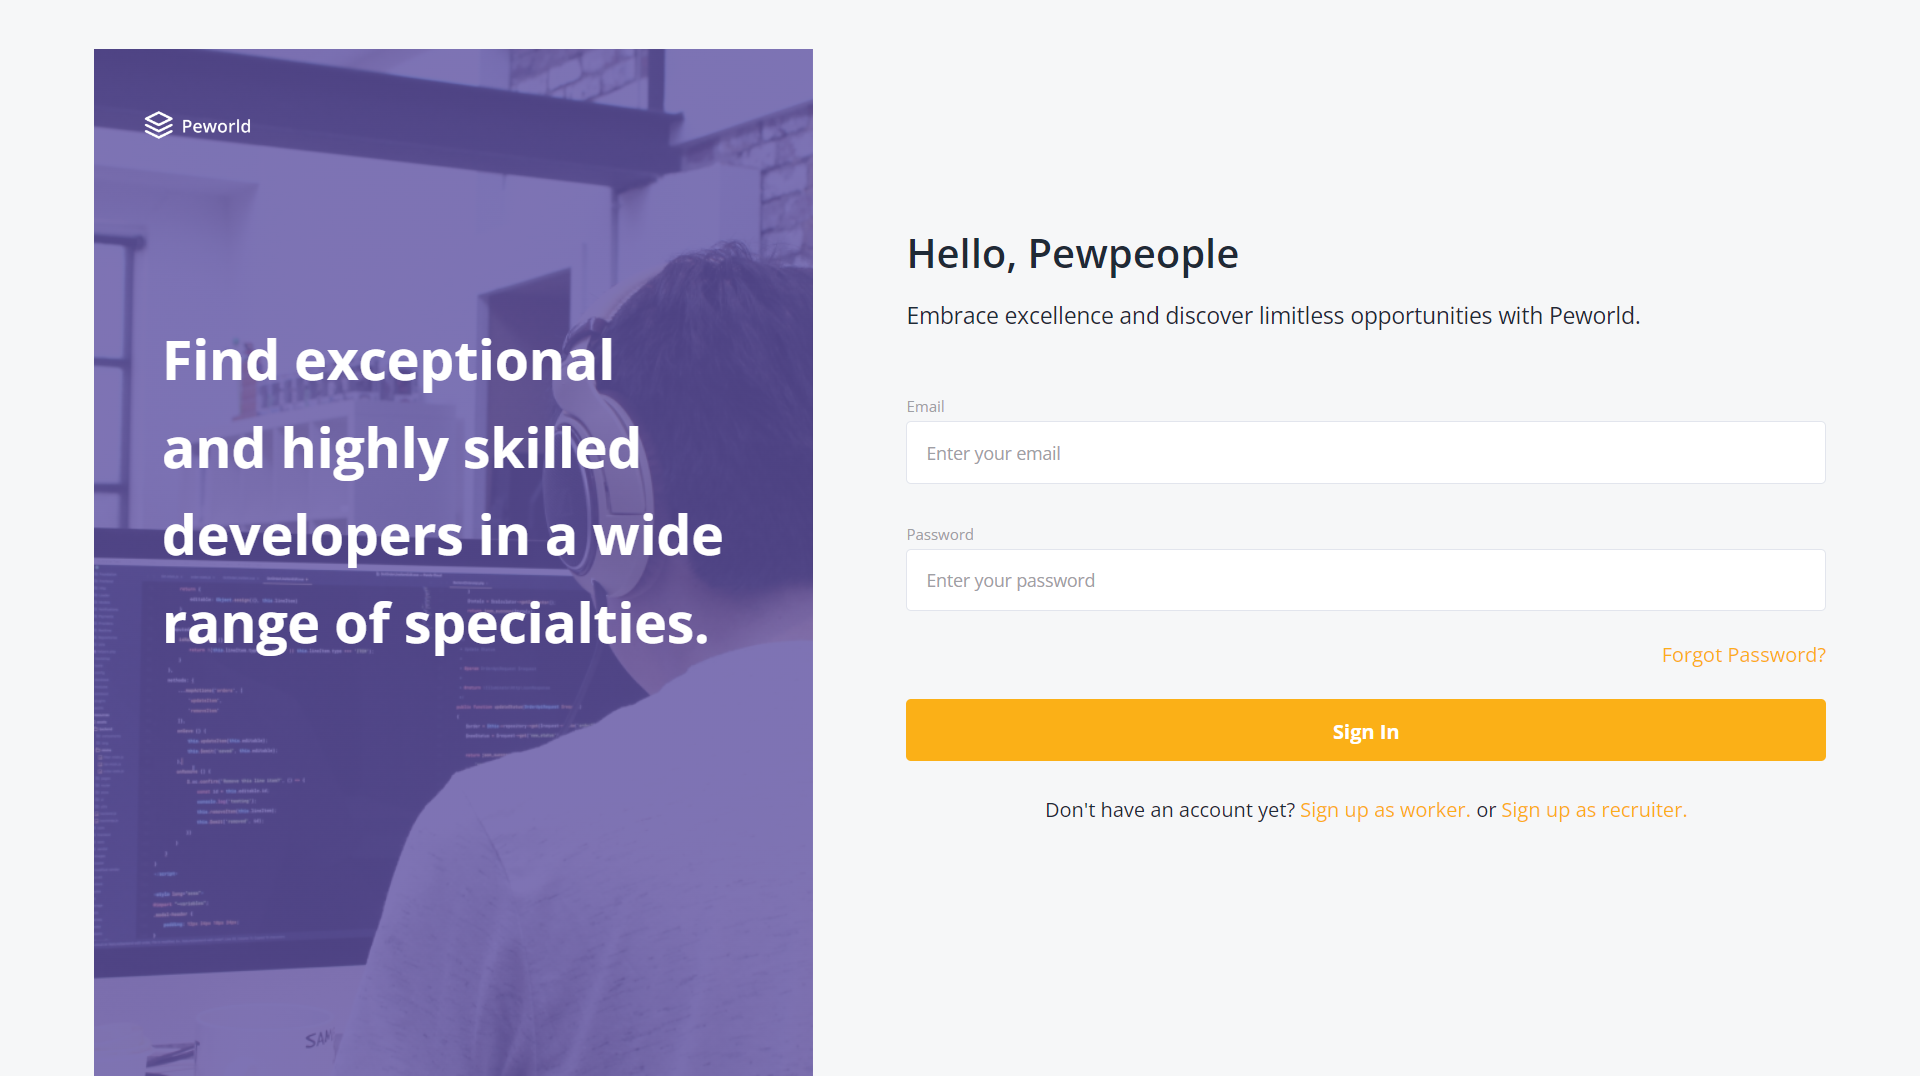 Peworld
Find exceptional
and highly skilled
developers in a wide
range of specialties.
Hello, Pewpeople
Embrace excellence and discover limitless opportunities with Peworld.
Email
Enter your email
Password
Enter your password
Forgot Password?
Sign In
Don't have an account yet? Sign up as worker. or Sign up as recruiter.